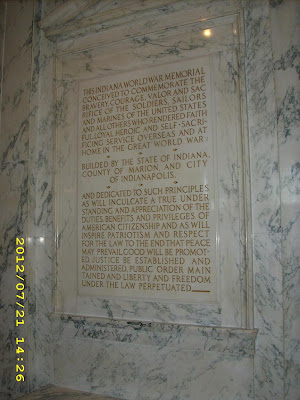 THIS INDIANA WORLD WAR MEMORIAL
CONCEIVED TO COMMEMORATE THE
BRAVERY, COURAGE, VALOR AND SAC
RIFICE OF THE SOLDIERS, SAILORS
AND MARINES OF THE UNITED STATES
AND ALL OTHERS WHO RENDERED FAITH
FUL, LOYAL, HEROIC AND SELF-SACRI-
FICING SERVICE OVERSEAS AND AT
HOME IN THE GREAT WORLD WAR:
BUILDED BY THE STATE OF INDIANA,
COUNTY OF MARION, AND CITY
OF INDIANAPOLIS,
AND DEDICATED TO SUCH PRINCIPLES
AS WILL INCULCATE A TRUE UNDER
STANDING AND APPRECIATION OF THE
DUTIES, BENEFITS AND PRIVILEGES OF
AMERICAN CITIZENSHIP AND AS WILL
INSPIRE PATRIOTISM AND RESPECT
FOR THE LAW TO THE END THAT PEACE
MAY PREVAIL, GOOD WILL BE PROMOT-
ED, JUSTICE BE ESTABLISHED AND
ADMINISTERED, PUBLIC ORDER MAIN
TAINED AND LIBERTY AND FREEDOM
UNDER THE LAW PERPETUATED
2012/07/21 14:26